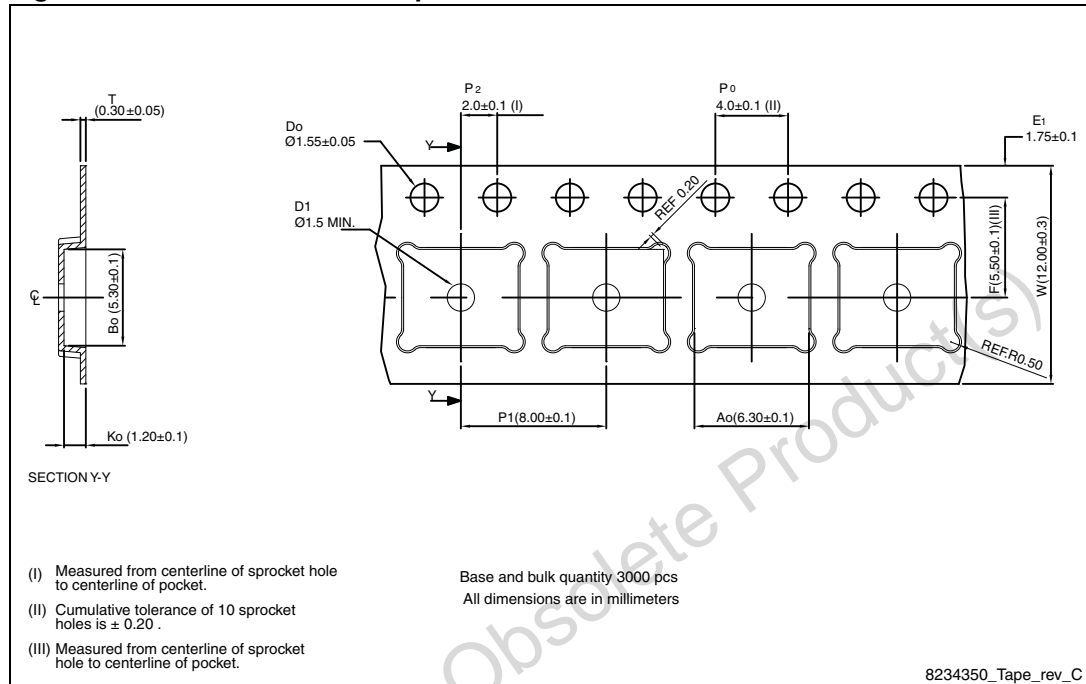 T
(0.30±0.05)
P2
2.0±0.1 (I)
P0
4.0±0.1 (II)
E1
1.75±0.1
Do
Ø1.55±0.05
Y
REF 0.20
D1
Ø1.5 MIN.
F(5.50±0.1)(III)
W(12.00±0.3)
Bo (5.30±0.1)
℄
REF.R0.50
Y
P1(8.00±0.1)
Ao(6.30±0.1)
Ko (1.20±0.1)
SECTION Y-Y
Obsolete Product(s)
(I) Measured from centerline of sprocket hole
to centerline of pocket.
(II) Cumulative tolerance of 10 sprocket
holes is ± 0.20 .
(III) Measured from centerline of sprocket
hole to centerline of pocket.
Base and bulk quantity 3000 pcs
All dimensions are in millimeters
8234350_Tape_rev_C